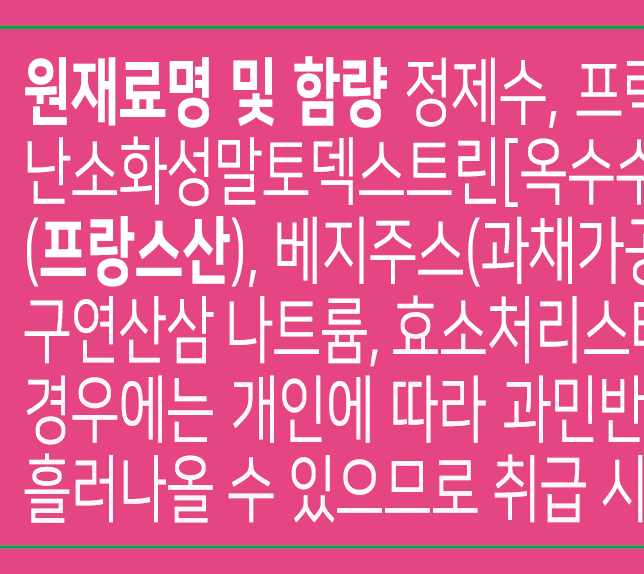 원재료명 및 함량 정제수, 프
난소화성말토덱스트린[옥수수
(프랑스산), 베지주스(과채가공
구연산삼나트륨, 효소처리스테
경우에는 개인에 따라 과민반
흘러나올 수 있으므로 취급 시